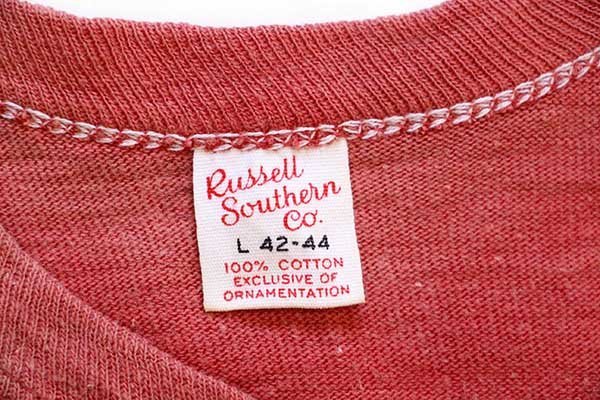 Russell
Southern
Co.
L 42-44
100% COTTON
EXCLUSIVE OF
ORNAMENTATION